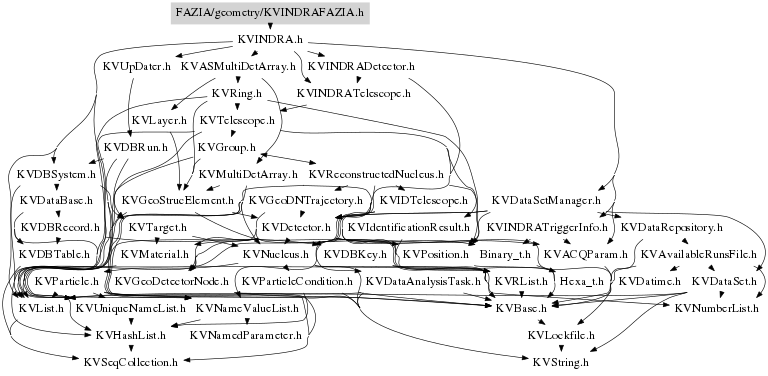 FAZIA/geometry/KVINDRAFAZIA.h
KVINDRA.h
KVUpDater.h KVASMultiDetArray.h KVINDRADetector.h
KVRing.h KVINDRATelescope.h
KVLayer.h KVTelescope.h
KVDBRun.h KVGroup.h
KVDBSystem.h KVMultiDetArray.h KVReconstructedNucleus.h
KVDataBase.h KVGeoStrucElement.h KVGeoDNTrajectory.h KVIDTelescope.h KVDataSetManager.h
KVDBRecord.h KVTarget.h KVDetector.h KVIdentificationResult.h KVINDRATriggerInfo.h KVDataRepository.h
KVDBTable.h KVMaterial.h KVNucleus.h KVDBKey.h KVPosition.h Binary_t.h KVACQParam.h KVAvailableRunsFile.h
KVParticle.h KVGeoDetectorNode.h KVParticleCondition.h KVDataAnalysisTask.h KVRList.h Hexa_t.h KVDatime.h KVDataSet.h
KVList.h KVUniqueNameList.h KVNameValueList.h KVBase.h KVNumberList.h
KVHashList.h KVNamedParameter.h KVLockfile.h
KVSeqCollection.h KVString.h